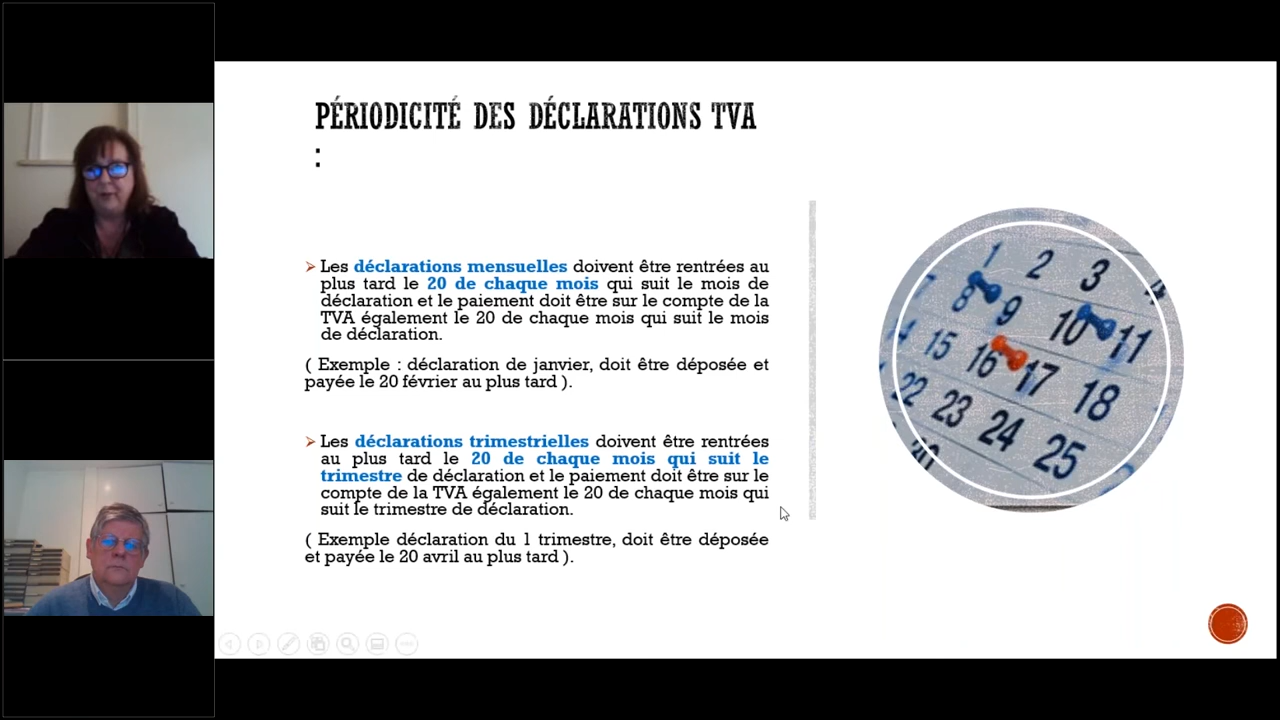 PÉRIODICITÉ DES DÉCLARATIONS TVA
:
➢ Les déclarations mensuelles doivent être rentrées au
plus tard le 20 de chaque mois qui suit le mois de
déclaration et le paiement doit être sur le compte de la
TVA également le 20 de chaque mois qui suit le mois
de déclaration.
( Exemple : déclaration de janvier, doit être déposée et
payée le 20 février au plus tard ).
➢ Les déclarations trimestrielles doivent être rentrées
au plus tard le 20 de chaque mois qui suit le
trimestre de déclaration et le paiement doit être sur le
compte de la TVA également le 20 de chaque mois qui
suit le trimestre de déclaration.
( Exemple déclaration du 1 trimestre, doit être déposée
et payée le 20 avril au plus tard ).
1 2 3
8 9 10 11
15 16 17 18
22 23 24 25